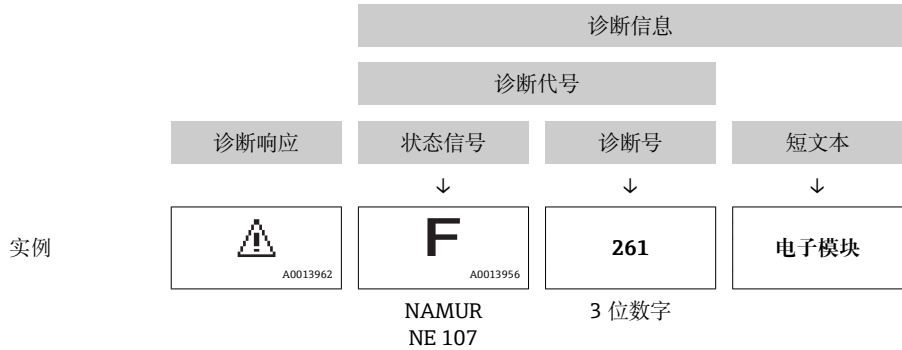 诊断信息
诊断代号
诊断响应 状态信号 诊断号 短文本
↓ ↓ ↓
实例 F 261 电子模块
A0013962 A0013956
NAMUR 3 位数字
NE 107